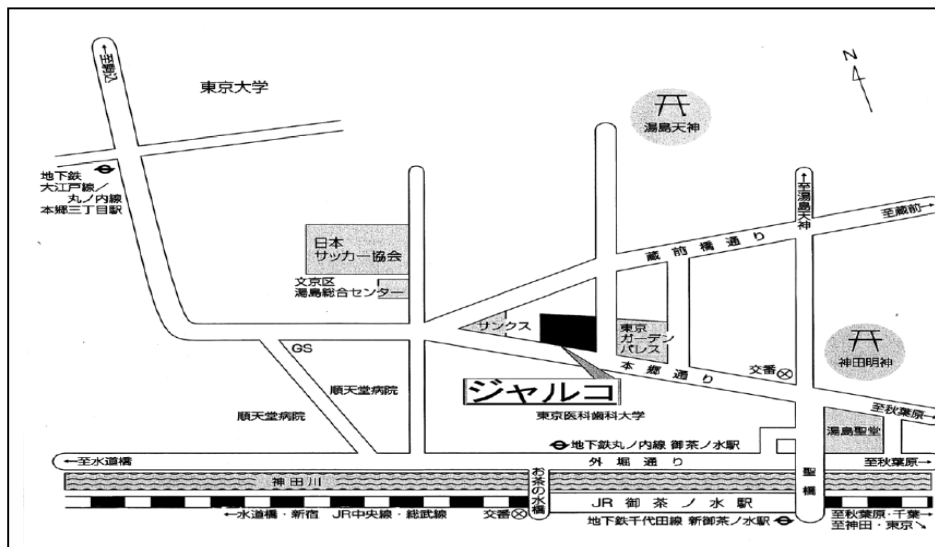 ←至駒込
東京大学
N
湯島天神
地下鉄
大江戸線／
丸ノ内線
本郷三丁目駅
←至湯島天神
至蔵前→
蔵前橋通り
日本
サッカー協会
文京区
湯島総合センター
サンクス
東京
ガーデン
パレス
神田明神
GS
本郷通り
交番
ジャルコ
順天堂病院
順天堂病院
東京医科歯科大学
至秋葉原→
湯島聖堂
地下鉄丸ノ内線 御茶ノ水駅
←至水道橋
外堀通り
至秋葉原→
神田川
お茶の水橋
聖橋
JR 御茶ノ水駅
←水道橋・新宿 JR中央線・総武線
交番
地下鉄千代田線 新御茶ノ水駅
至秋葉原・千葉→
至神田・東京↘